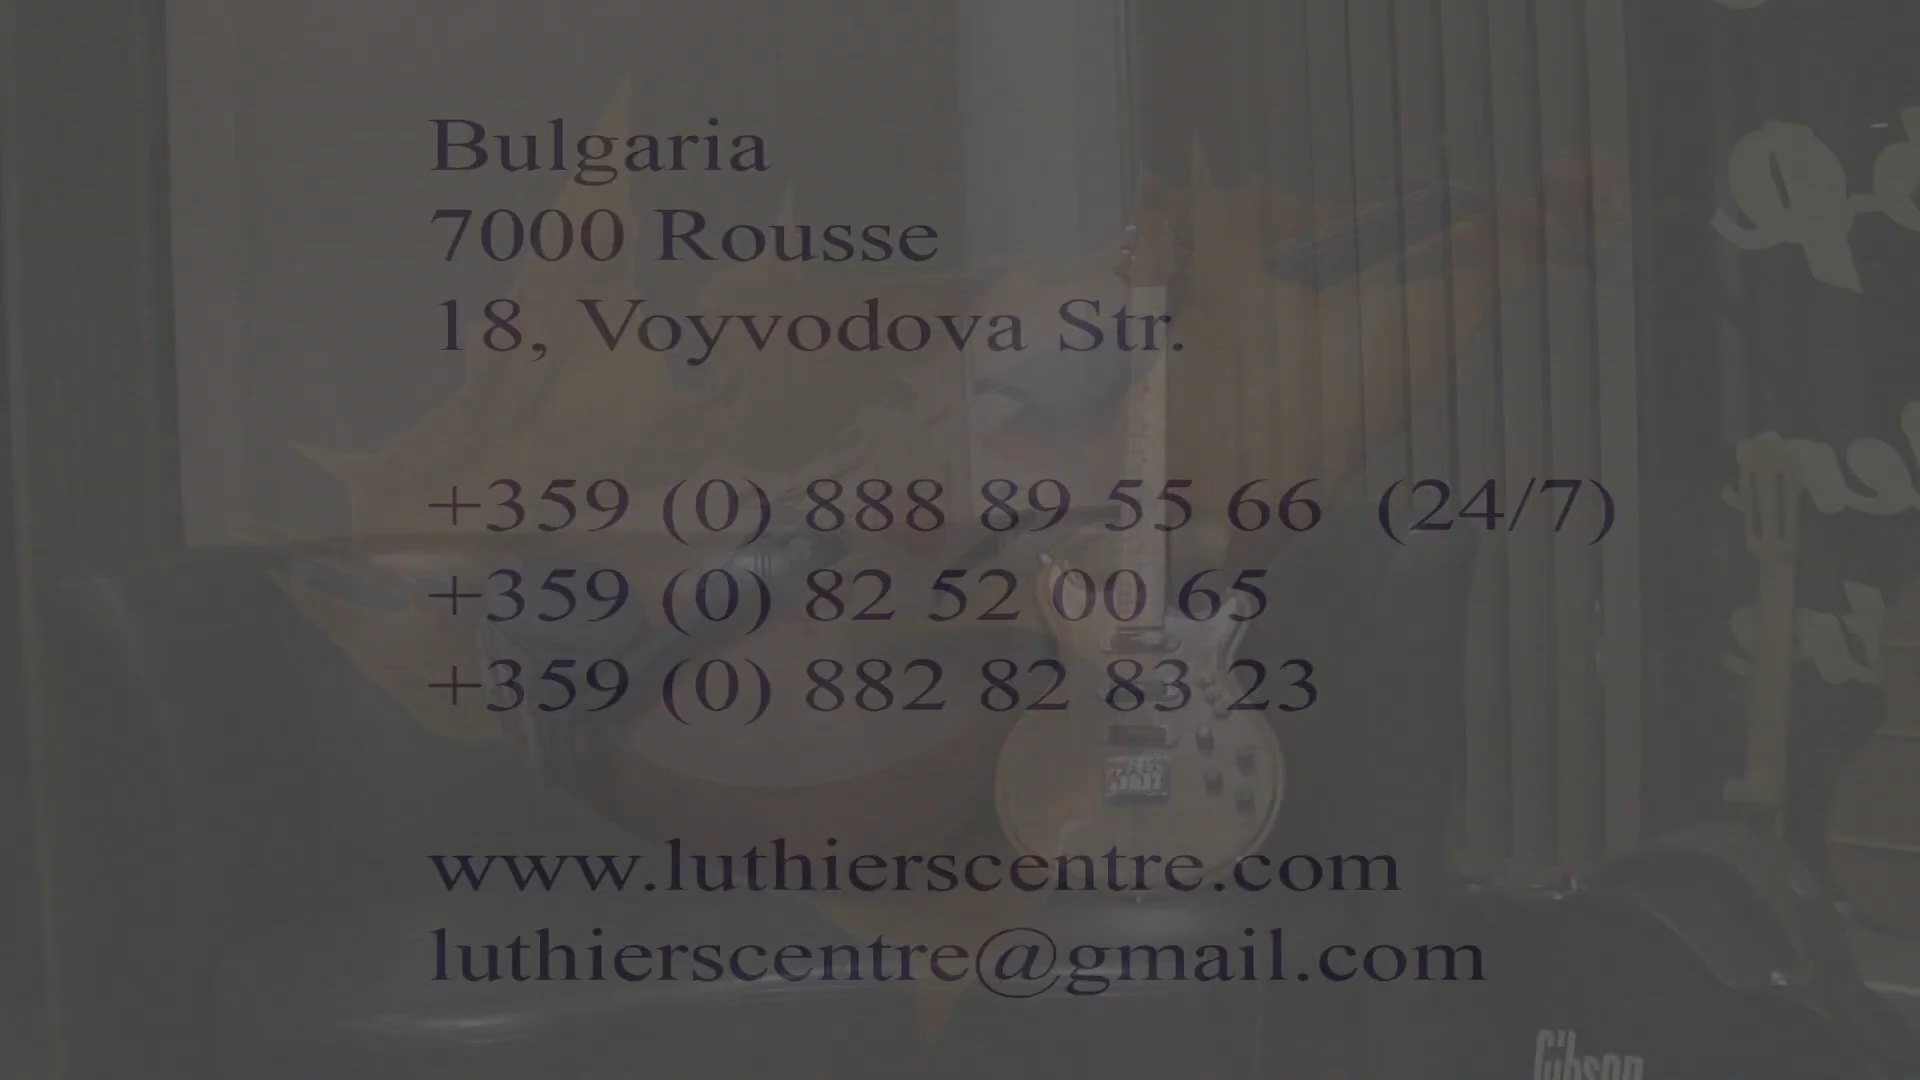 Bulgaria
7000 Rousse
18, Voyvodova Str.
+359 (0) 888 89 55 66 (24/7)
+359 (0) 82 52 00 65
+359 (0) 882 82 83 23
www.luthierscentre.com
luthierscentre@gmail.com
Gibson